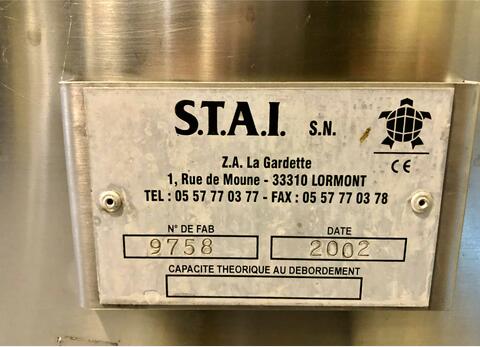 S.T.A.I. S.N.
CE
Z.A. La Gardette
1, Rue de Moune - 33310 LORMONT
TEL : 05 57 77 03 77 - FAX : 05 57 77 03 78
N° DE FAB DATE
9758 2002
CAPACITE THEORIQUE AU DEBORDEMENT